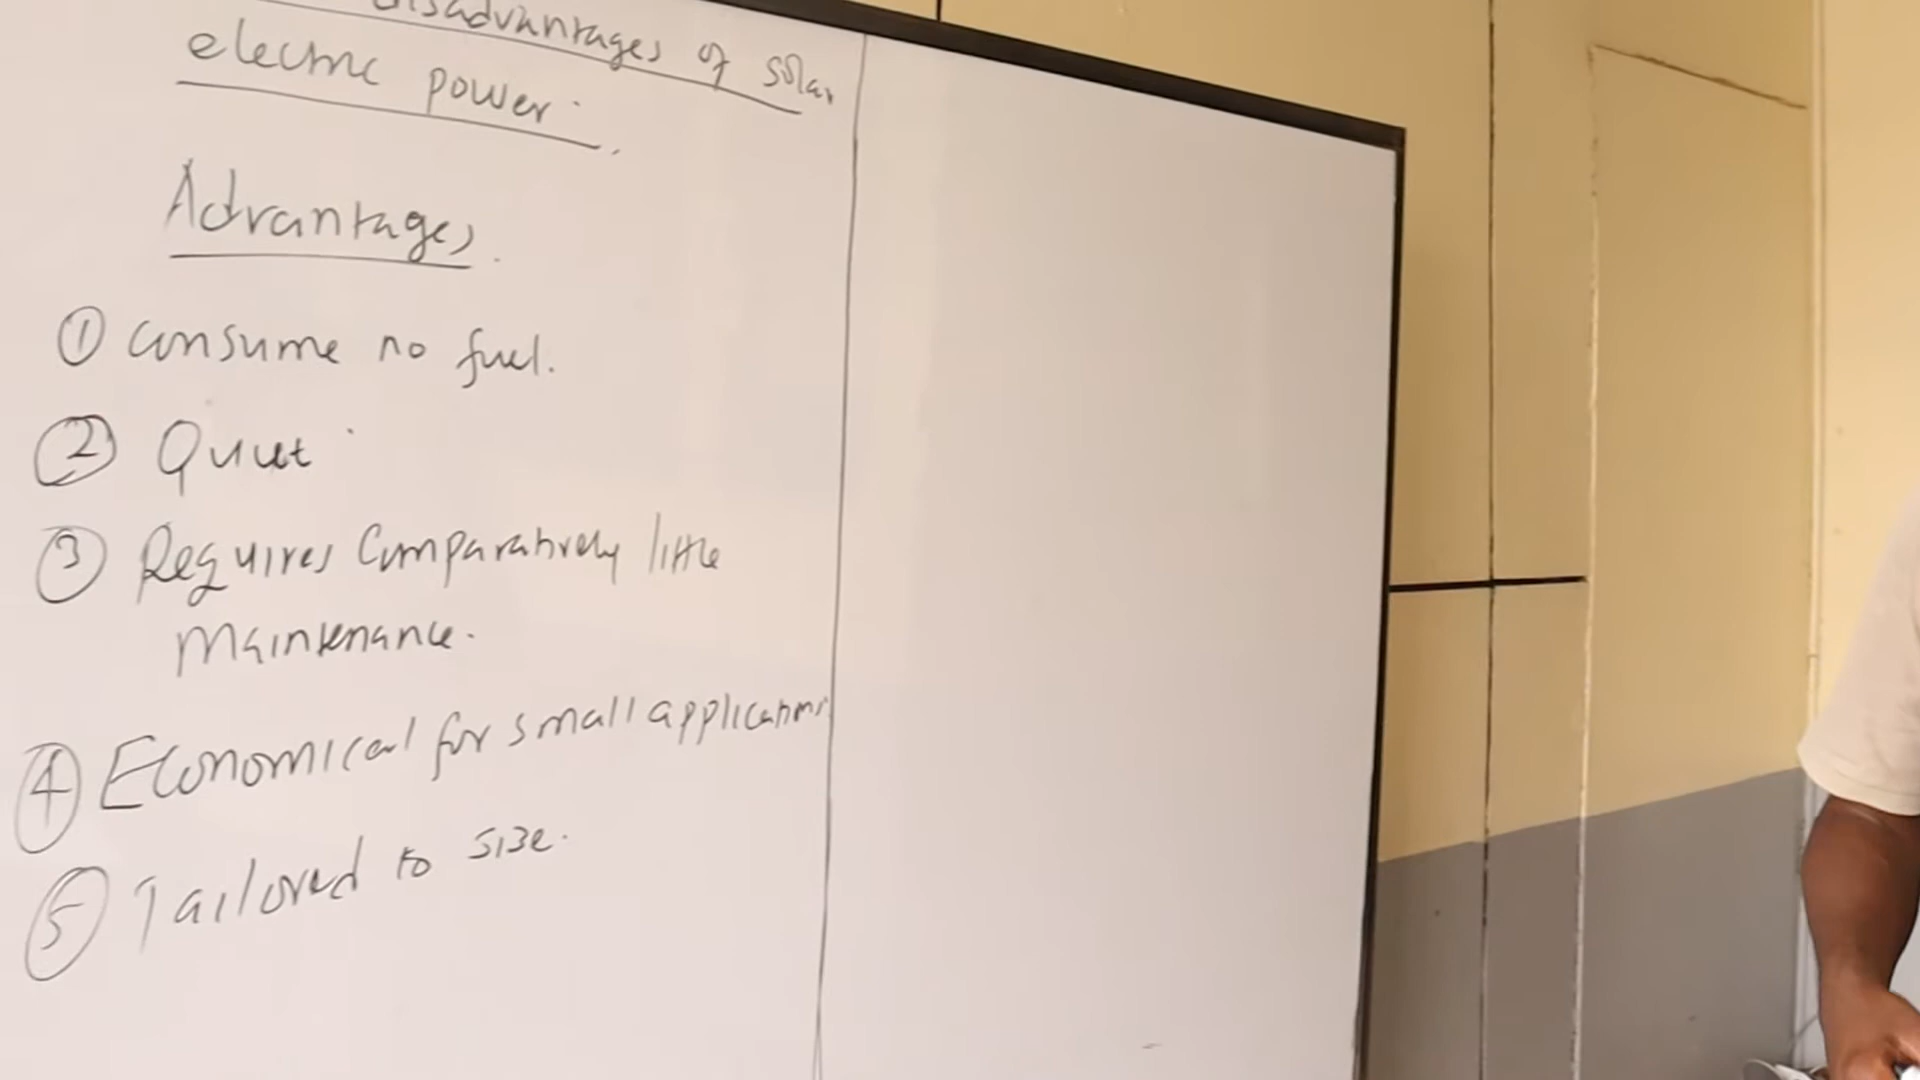 disadvantages of solar
electric power.
Advantages.
① Consume no fuel.
② Quiet
③ Requires Comparatively little
Maintenance.
④ Economical for small applications
⑤ Tailored to size.